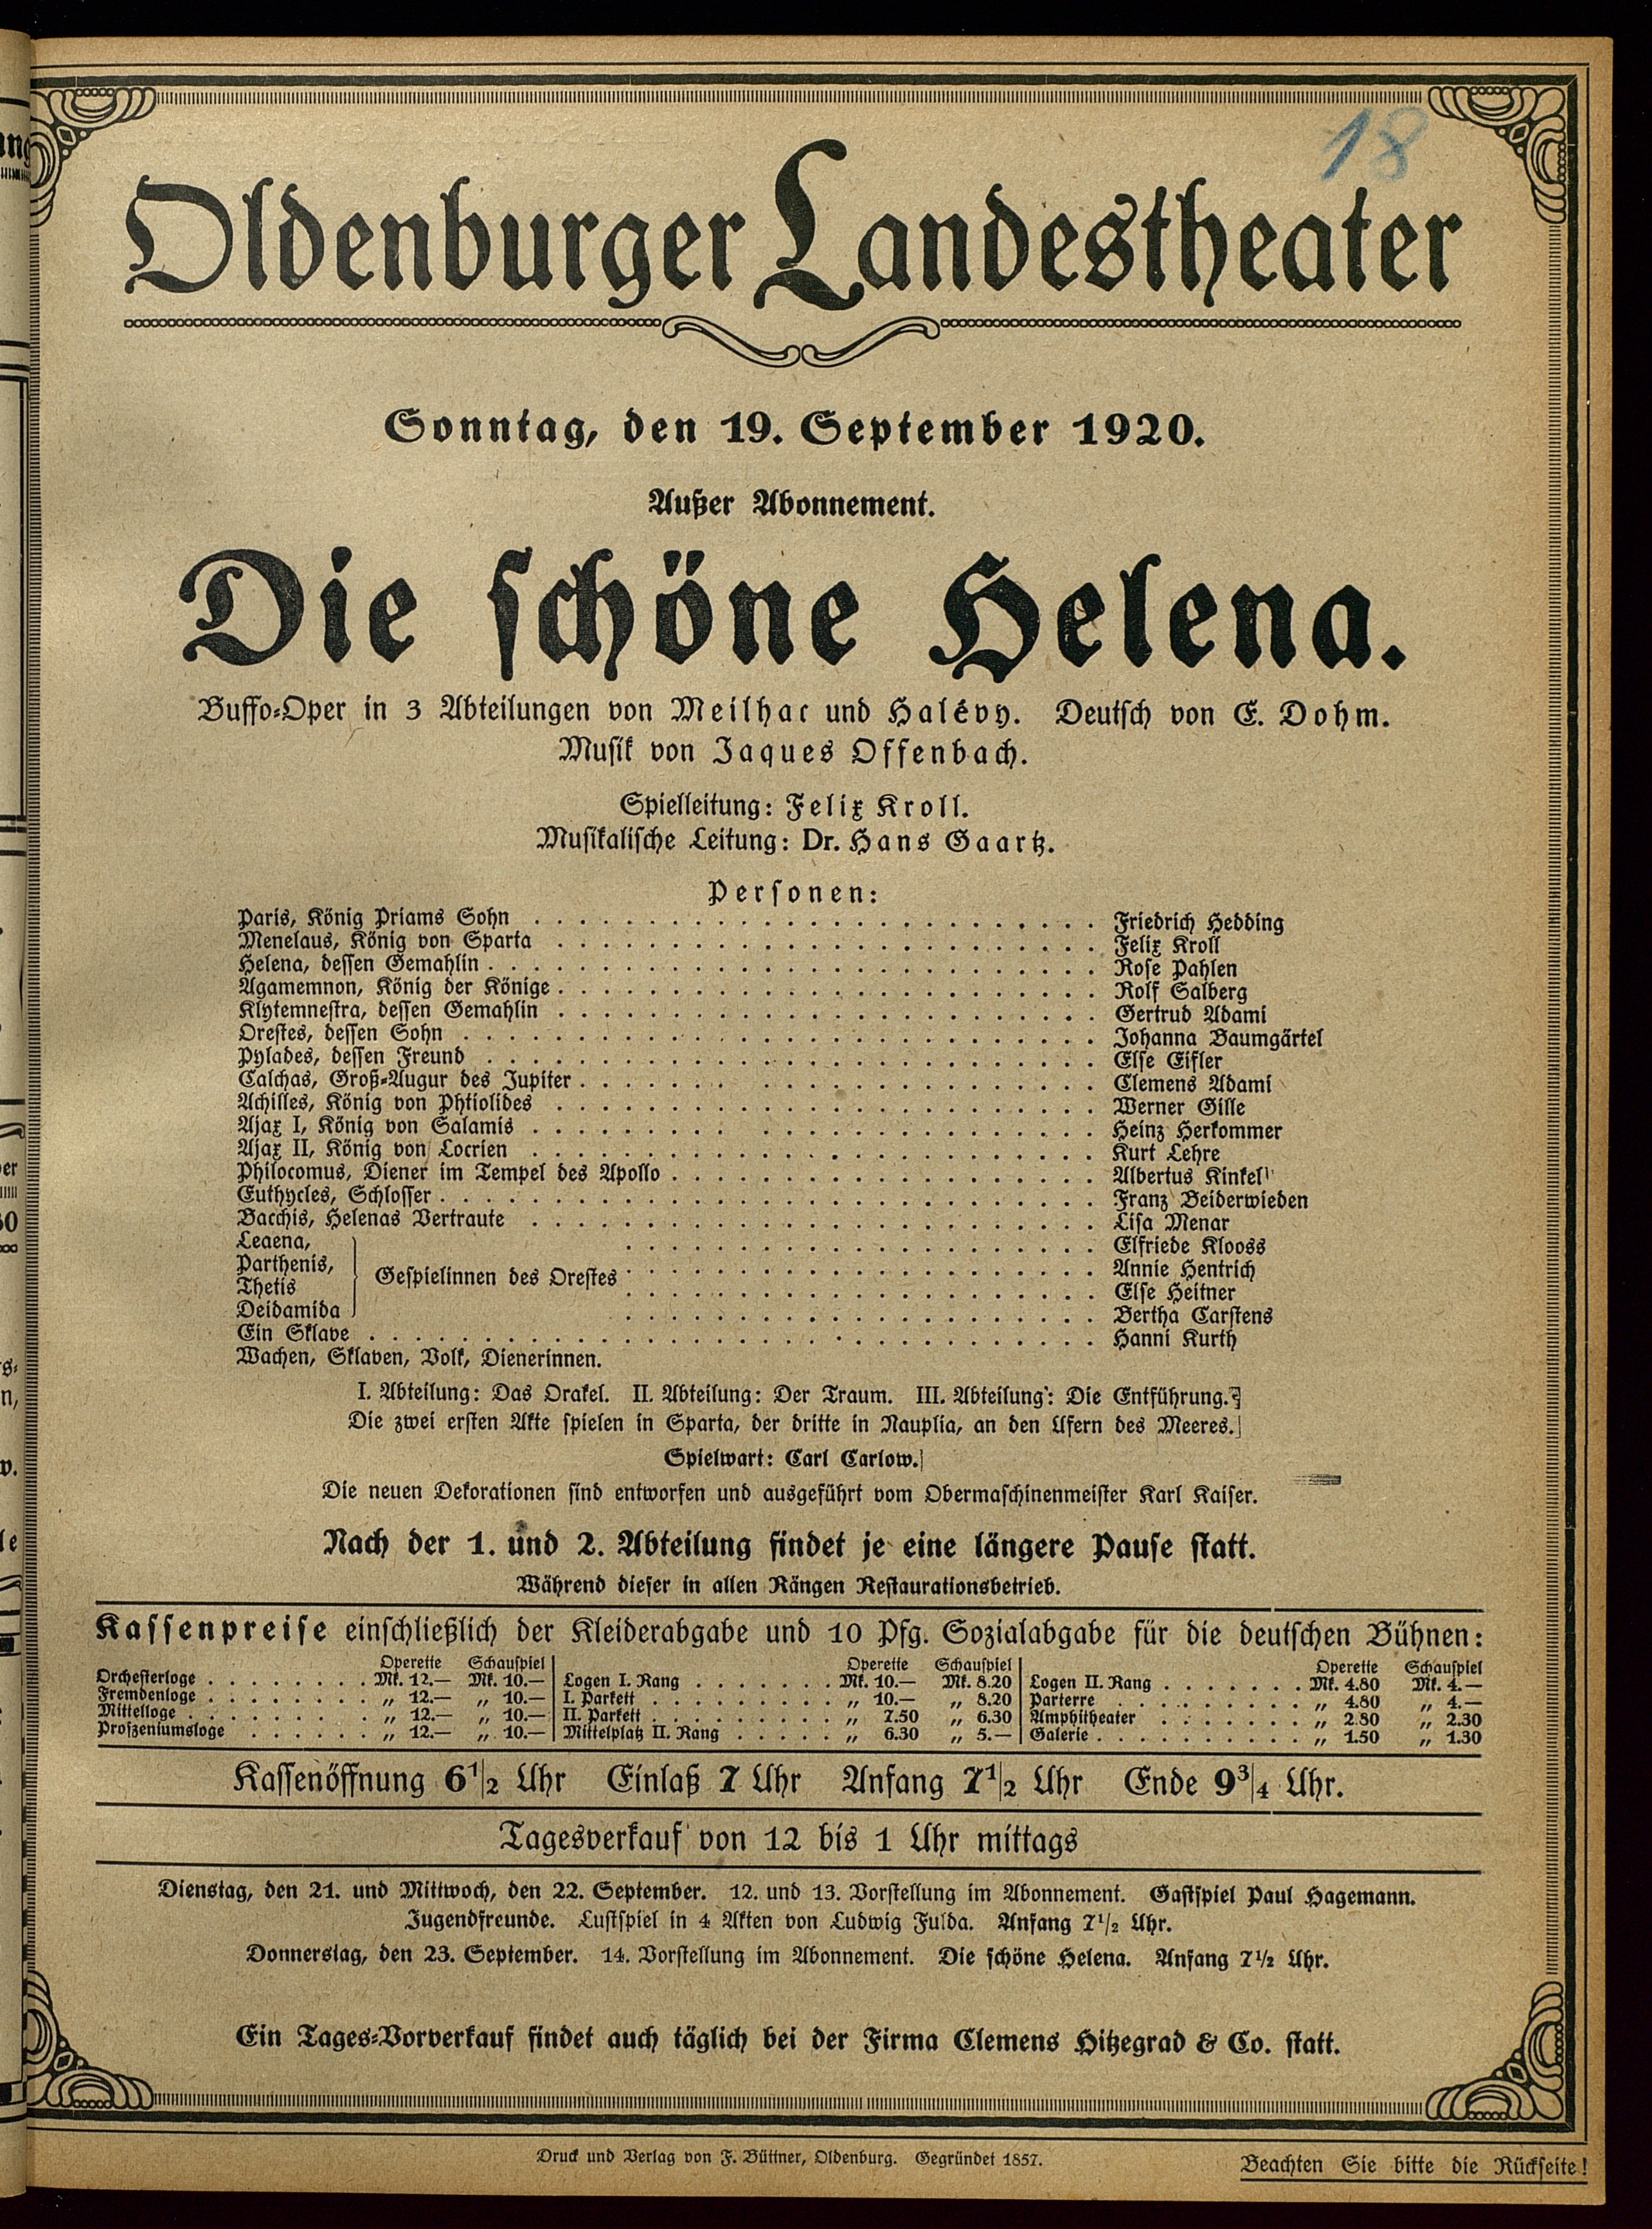 18
Oldenburger Landestheater
Sonntag, den 19. September 1920.
Außer Abonnement.
Die schöne Helena.
Buffo-Oper in 3 Abteilungen von Meilhac und Halévy. Deutsch von E. Dohm.
Musik von Jaques Offenbach.
Spielleitung: Felix Kroll.
Musikalische Leitung: Dr. Hans Gaartz.
Personen:
Paris, König Priams Sohn . . . Friedrich Hedding
Menelaus, König von Sparta . . . Felix Kroll
Helena, dessen Gemahlin . . . Rose Pahlen
Agamemnon, König der Könige . . . Rolf Salberg
Klytemnestra, dessen Gemahlin . . . Gertrud Adami
Orestes, dessen Sohn . . . Johanna Baumgärtel
Pylades, dessen Freund . . . Else Eifler
Calchas, Groß-Augur des Jupiter . . . Clemens Adami
Achilles, König von Phtiolides . . . Werner Gille
Ajax I, König von Salamis . . . Heinz Herkommer
Ajax II, König von Locrien . . . Kurt Lehre
Philocomus, Diener im Tempel des Apollo . . . Albertus Kinkel
Euthycles, Schlosser . . . Franz Beiderwieden
Bacchis, Helenas Vertraute . . . Lisa Menar
Leaena, . . . Elfriede Klooss
Parthenis, . . . Annie Hentrich
Gespielinnen des Orestes
Thetis . . . Else Heitner
Deidamida . . . Bertha Carstens
Ein Sklave . . . Hanni Kurth
Wachen, Sklaven, Volk, Dienerinnen.
I. Abteilung: Das Orakel. II. Abteilung: Der Traum. III. Abteilung: Die Entführung.
Die zwei ersten Akte spielen in Sparta, der dritte in Nauplia, an den Ufern des Meeres.
Spielwart: Carl Carlow.
Die neuen Dekorationen sind entworfen und ausgeführt vom Obermaschinenmeister Karl Kaiser.
Nach der 1. und 2. Abteilung findet je eine längere Pause statt.
Während dieser in allen Rängen Restaurationsbetrieb.
Kassenpreise einschließlich der Kleiderabgabe und 10 Pfg. Sozialabgabe für die deutschen Bühnen:
Operette Schauspiel Operette Schauspiel Operette Schauspiel
Orchesterloge . . . Mk. 12.— Mk. 10.— Logen I. Rang . . . Mk. 10.— Mk. 8.20 Logen II. Rang . . . Mk. 4.80 Mk. 4.—
Fremdenloge . . . „ 12.— „ 10.— I. Parkett . . . „ 10.— „ 8.20 Parterre . . . „ 4.80 „ 4.—
Mittelloge . . . „ 12.— „ 10.— II. Parkett . . . „ 7.50 „ 6.30 Amphitheater . . . „ 2.80 „ 2.30
Proszeniumsloge . . . „ 12.— „ 10.— Mittelplatz II. Rang . . . „ 6.30 „ 5.— Galerie . . . „ 1.50 „ 1.30
Kassenöffnung 6 1/2 Uhr Einlaß 7 Uhr Anfang 7 1/2 Uhr Ende 9 3/4 Uhr.
Tagesverkauf von 12 bis 1 Uhr mittags
Dienstag, den 21. und Mittwoch, den 22. September. 12. und 13. Vorstellung im Abonnement. Gastspiel Paul Hagemann.
Jugendfreunde. Lustspiel in 4 Akten von Ludwig Fulda. Anfang 7 1/2 Uhr.
Donnerstag, den 23. September. 14. Vorstellung im Abonnement. Die schöne Helena. Anfang 7 1/2 Uhr.
Ein Tages-Vorverkauf findet auch täglich bei der Firma Clemens Hitzegrad & Co. statt.
Druck und Verlag von F. Büttner, Oldenburg. Gegründet 1857.
Beachten Sie bitte die Rückseite!